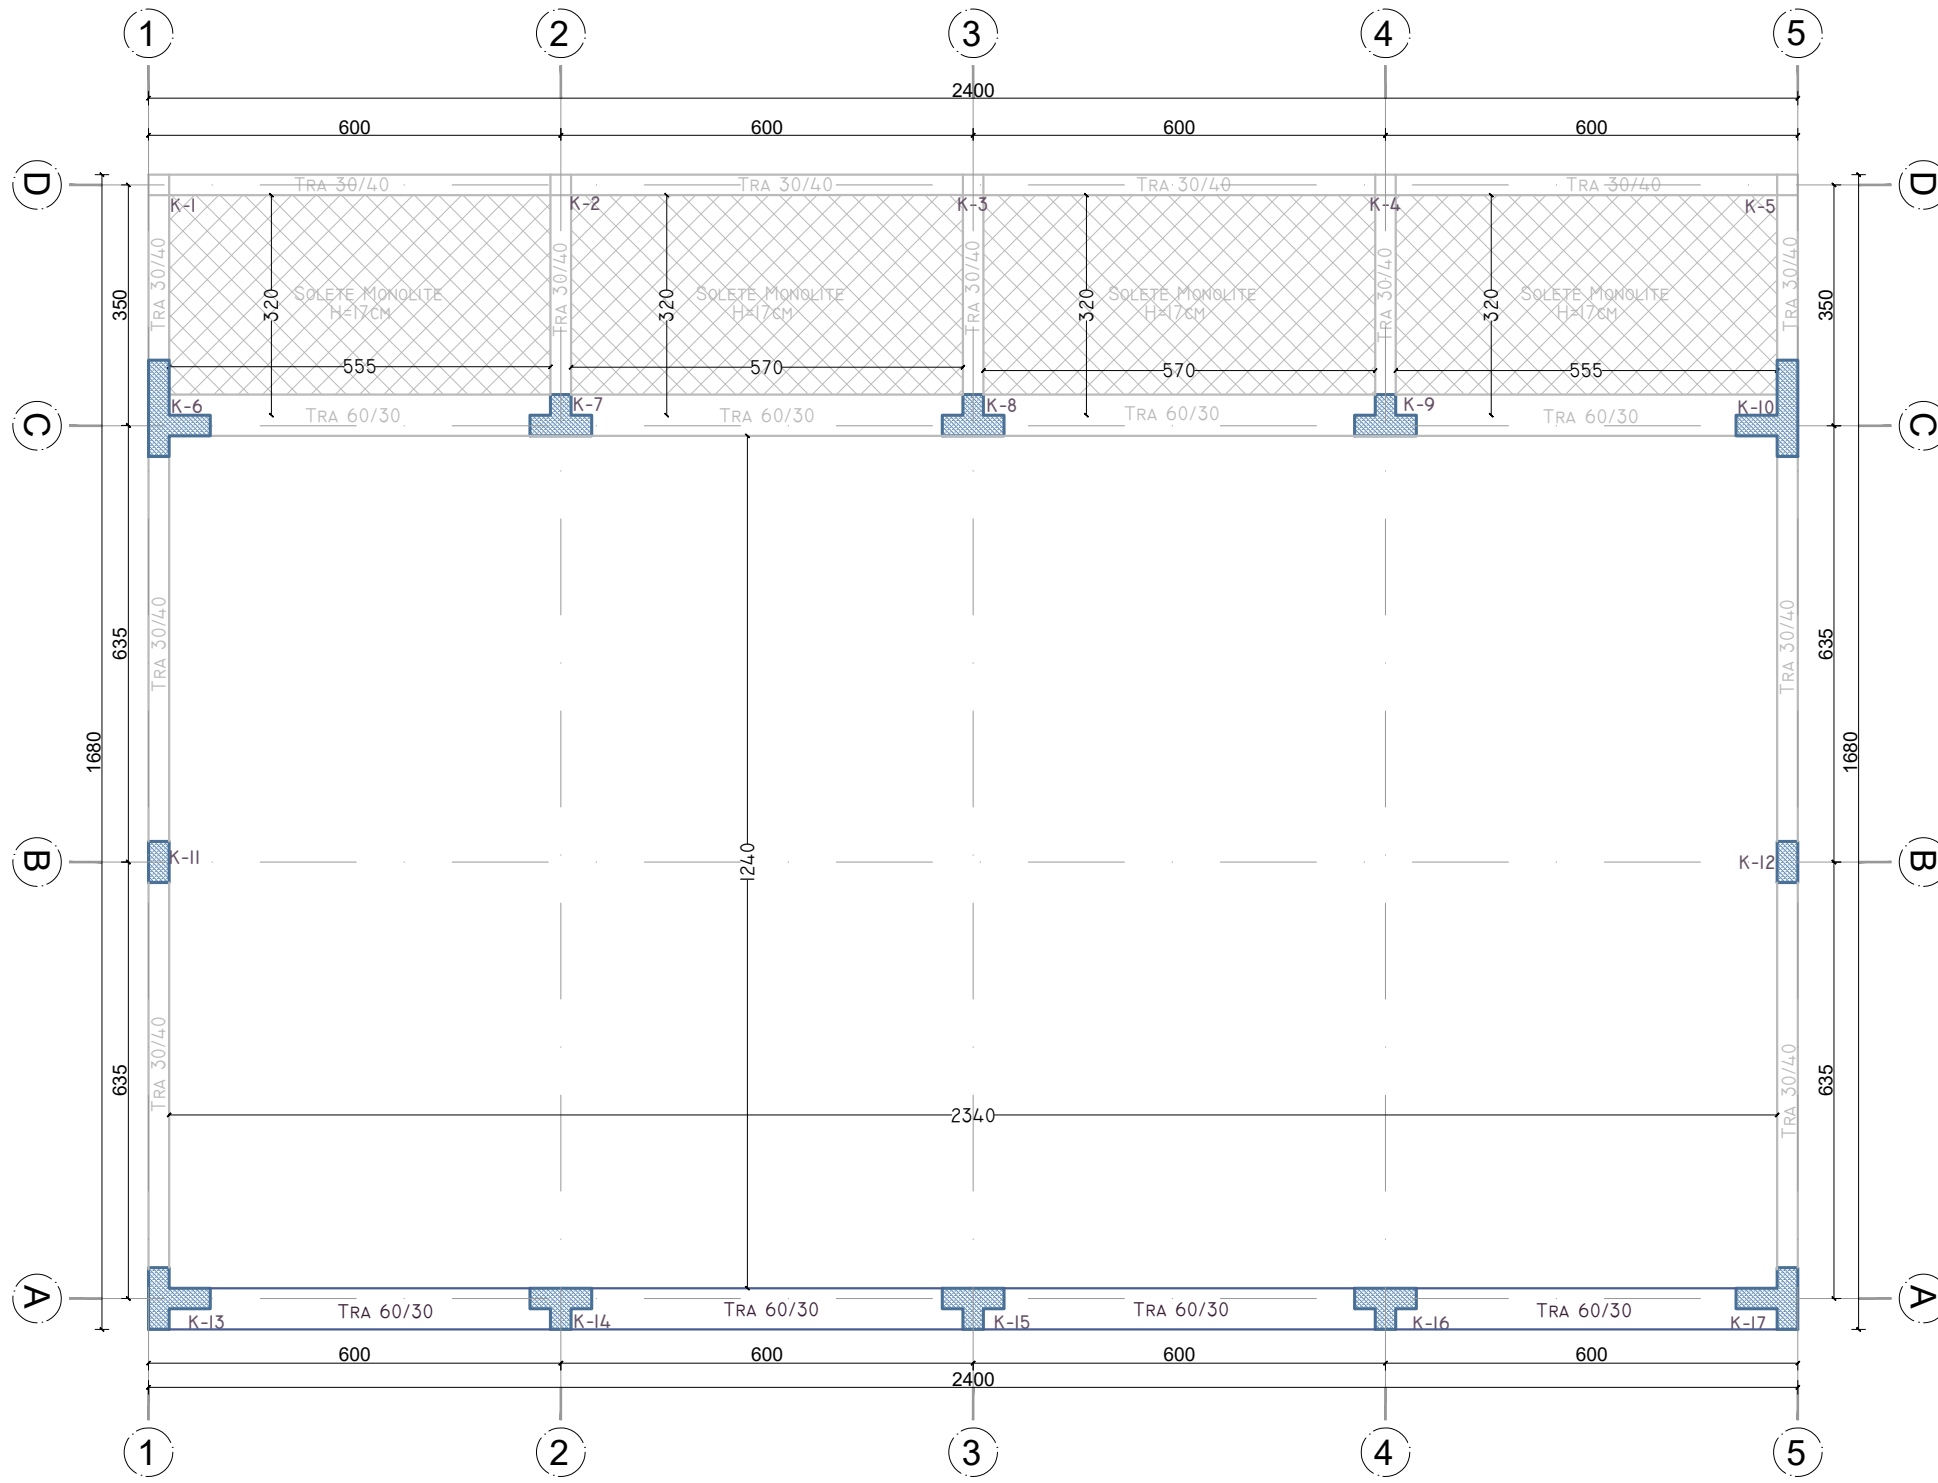 1 2 3 4 5
2400
600 600 600 600
D TRA 30/40 TRA 30/40 TRA 30/40 TRA 30/40 D
K-1 K-2 K-3 K-4 K-5
TRA 30/40 TRA 30/40 TRA 30/40 TRA 30/40 TRA 30/40
350 320 320 320 320 350
SOLETE MONOLITE SOLETE MONOLITE SOLETE MONOLITE SOLETE MONOLITE
H=17CM H=17CM H=17CM H=17CM
555 570 570 555
K-6 K-7 K-8 K-9 K-10
C TRA 60/30 TRA 60/30 TRA 60/30 TRA 60/30 C
635 TRA 30/40 TRA 30/40 635
1680 1680
B K-11 1240 K-12 B
635 TRA 30/40 TRA 30/40 635
2340
A TRA 60/30 TRA 60/30 TRA 60/30 TRA 60/30 A
K-13 K-14 K-15 K-16 K-17
600 600 600 600
2400
1 2 3 4 5